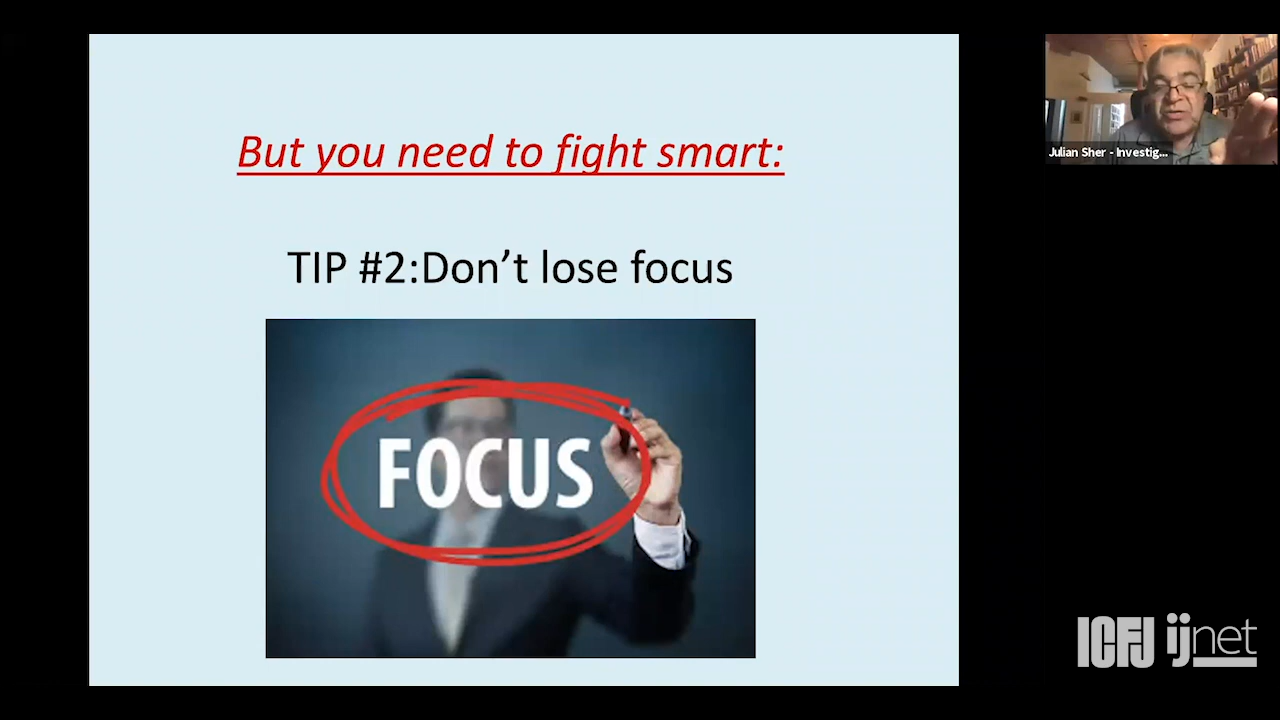 But you need to fight smart:
TIP #2:Don’t lose focus
FOCUS
Julian Sher - Investig...
ICFJ ijnet